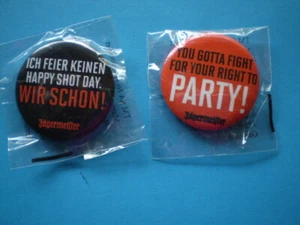 ICH FEIER KEINEN
HAPPY SHOT DAY.
WIR SCHON!
Jägermeister
YOU GOTTA FIGHT
FOR YOUR RIGHT TO
PARTY!
Jägermeister